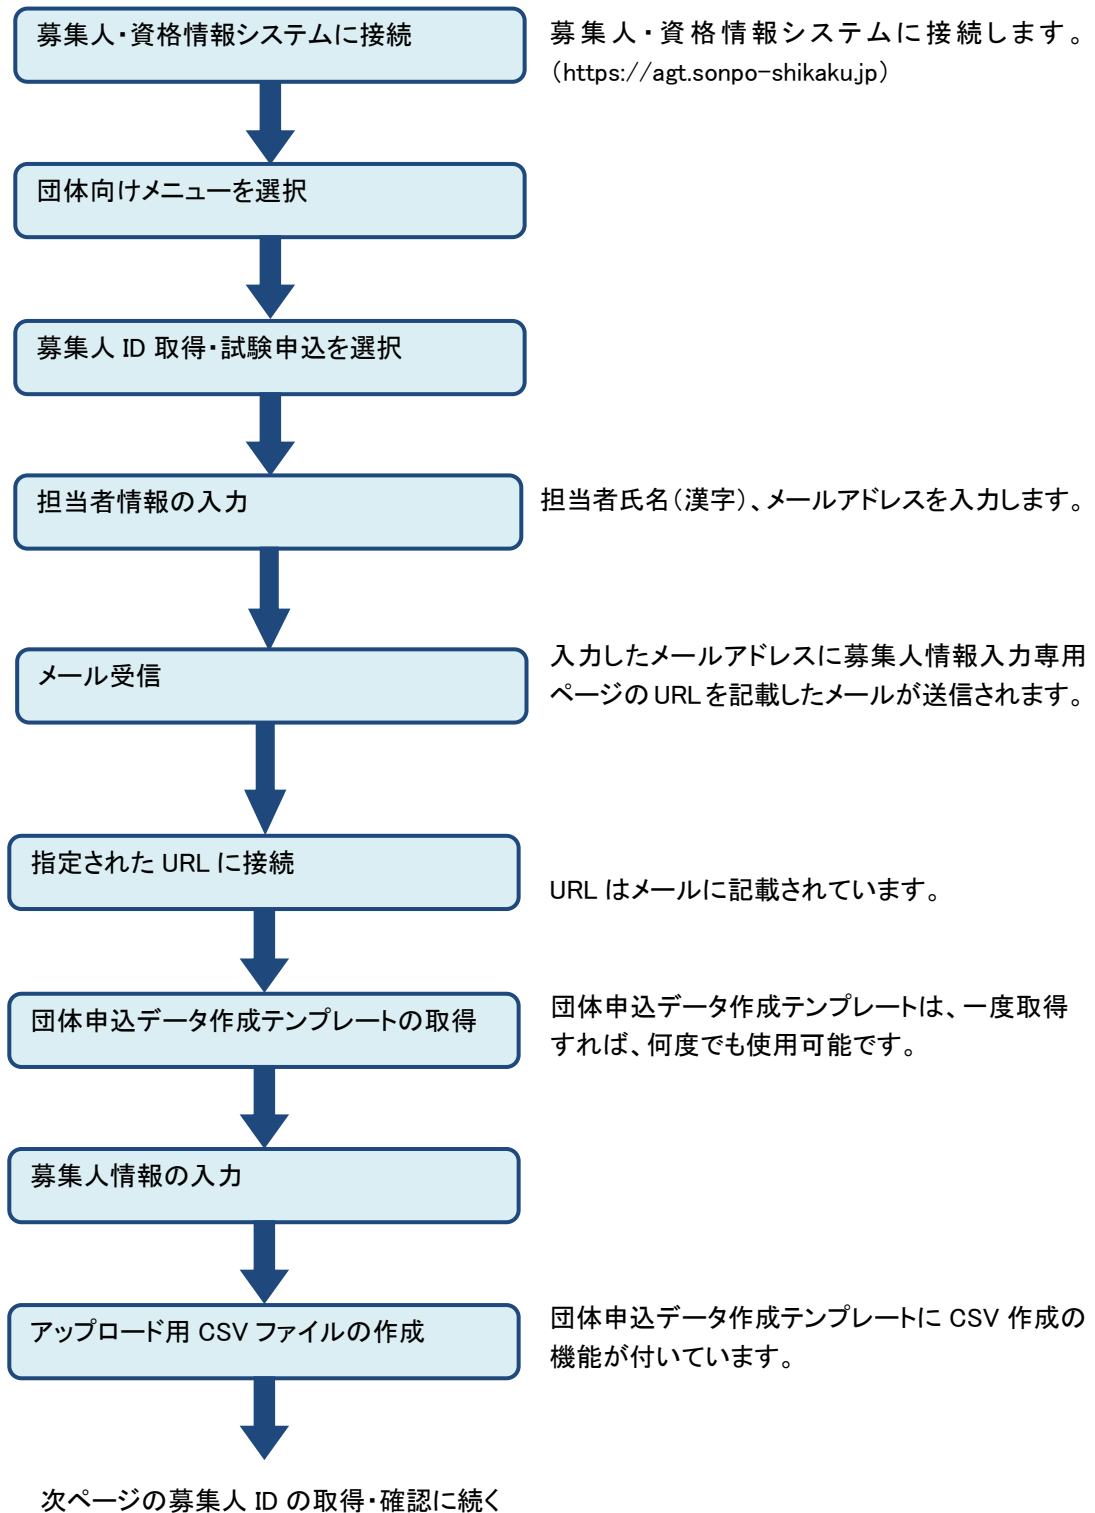 募集人・資格情報システムに接続
募集人・資格情報システムに接続します。
（https://agt.sonpo-shikaku.jp）
団体向けメニューを選択
募集人 ID 取得・試験申込を選択
担当者情報の入力
担当者氏名（漢字）、メールアドレスを入力します。
メール受信
入力したメールアドレスに募集人情報入力専用
ページの URL を記載したメールが送信されます。
指定された URL に接続
URL はメールに記載されています。
団体申込データ作成テンプレートの取得
団体申込データ作成テンプレートは、一度取得
すれば、何度でも使用可能です。
募集人情報の入力
アップロード用 CSV ファイルの作成
団体申込データ作成テンプレートに CSV 作成の
機能が付いています。
次ページの募集人 ID の取得・確認に続く